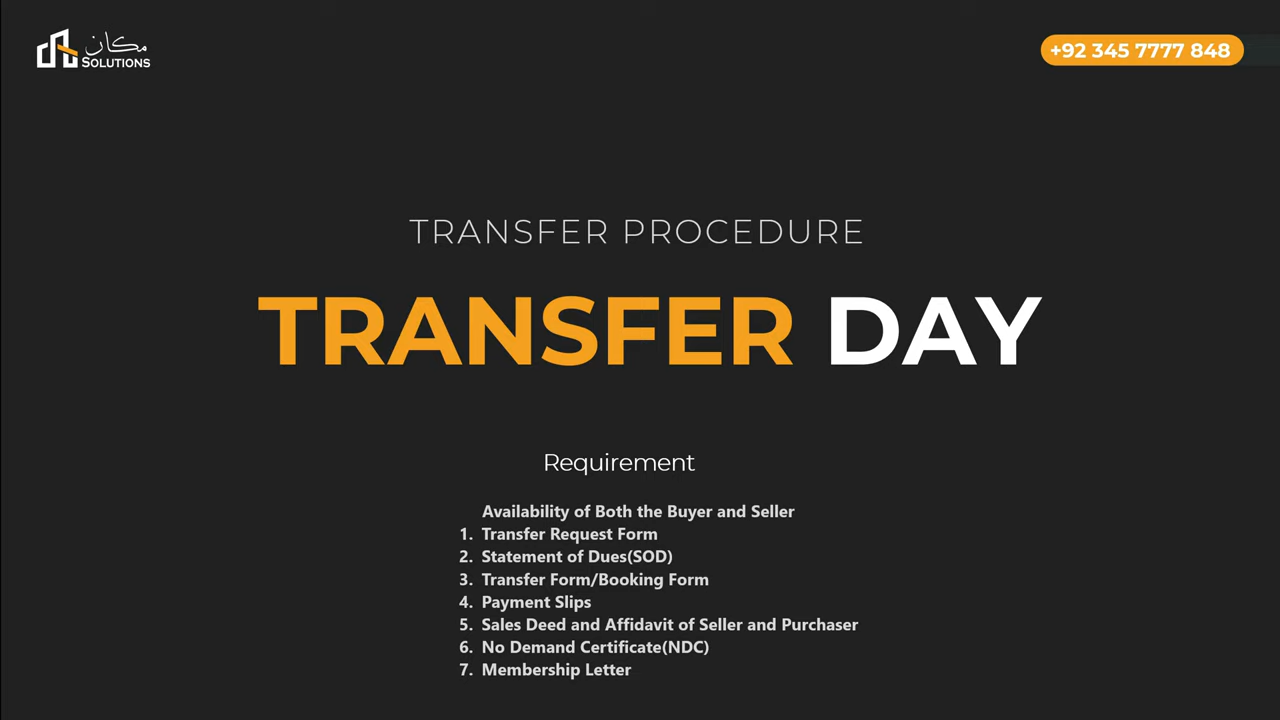 مکان
SOLUTIONS
+92 345 7777 848
TRANSFER PROCEDURE
TRANSFER DAY
Requirement
Availability of Both the Buyer and Seller
1. Transfer Request Form
2. Statement of Dues(SOD)
3. Transfer Form/Booking Form
4. Payment Slips
5. Sales Deed and Affidavit of Seller and Purchaser
6. No Demand Certificate(NDC)
7. Membership Letter